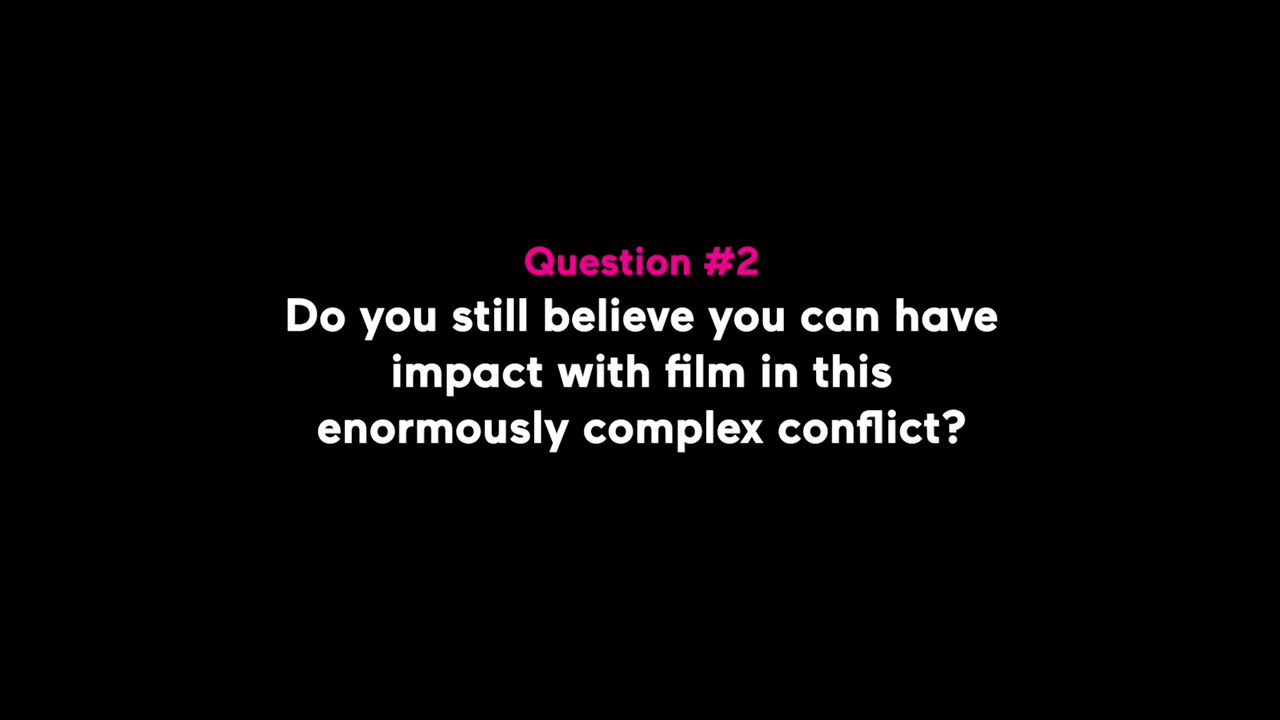 Question #2
Do you still believe you can have
impact with film in this
enormously complex conflict?